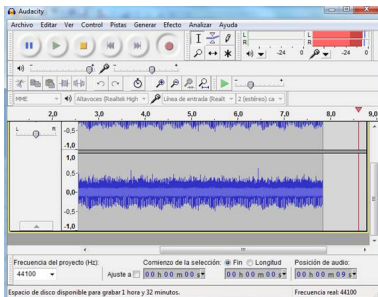 Audacity
Archivo Editar Ver Control Pistas Generar Efecto Analizar Ayuda
L
R
-24 0
L
R
-24 0
MME Altavoces (Realtek High Línea de entrada (Realt 2 (estéreo) ca
2,0 3,0 4,0 5,0 6,0 7,0 8,0 9,0
L R
-0,5
-1,0
1,0
0,5
0,0
-0,5
-1,0
Frecuencia del proyecto (Hz): Comienzo de la selección: Fin Longitud Posición de audio:
44100 Ajuste a 00 h 00 m 00 s 00 h 00 m 00 s 00 h 00 m 09 s
Espacio de disco disponible para grabar 1 hora y 32 minutos. Frecuencia real: 44100